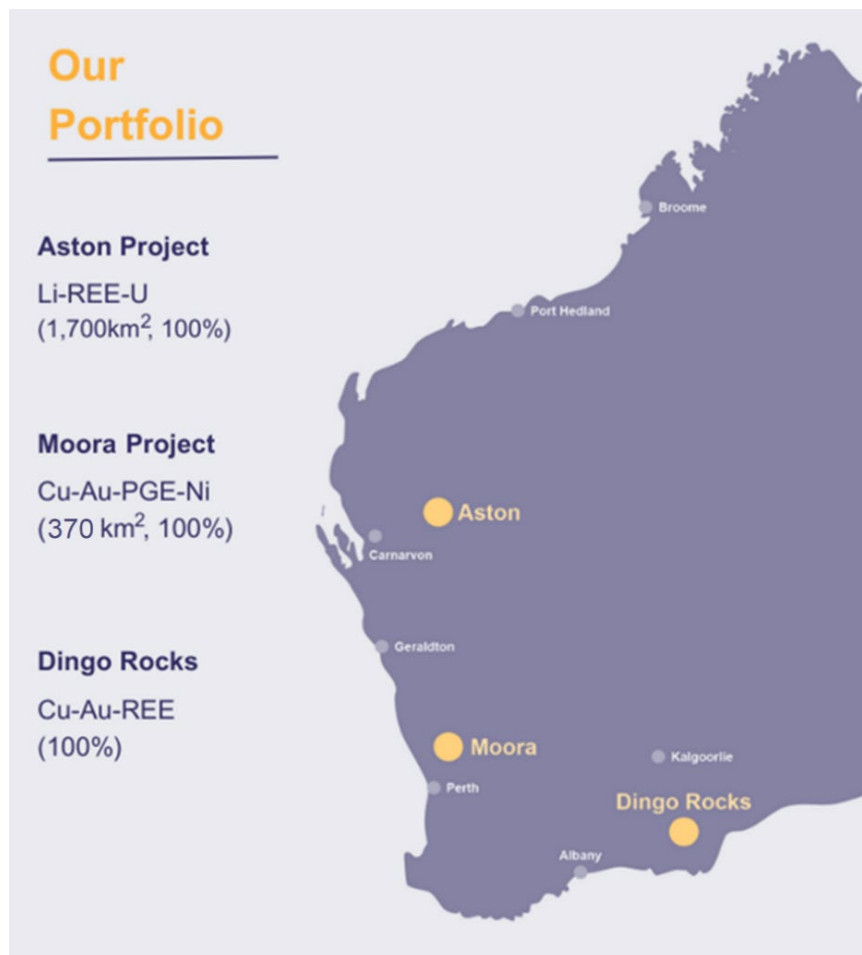 Our
Portfolio
Aston Project
Li-REE-U
(1,700km², 100%)
Moora Project
Cu-Au-PGE-Ni
(370 km², 100%)
Dingo Rocks
Cu-Au-REE
(100%)
Broome
Port Hedland
Aston
Carnarvon
Geraldton
Moora
Kalgoorlie
Perth
Dingo Rocks
Albany